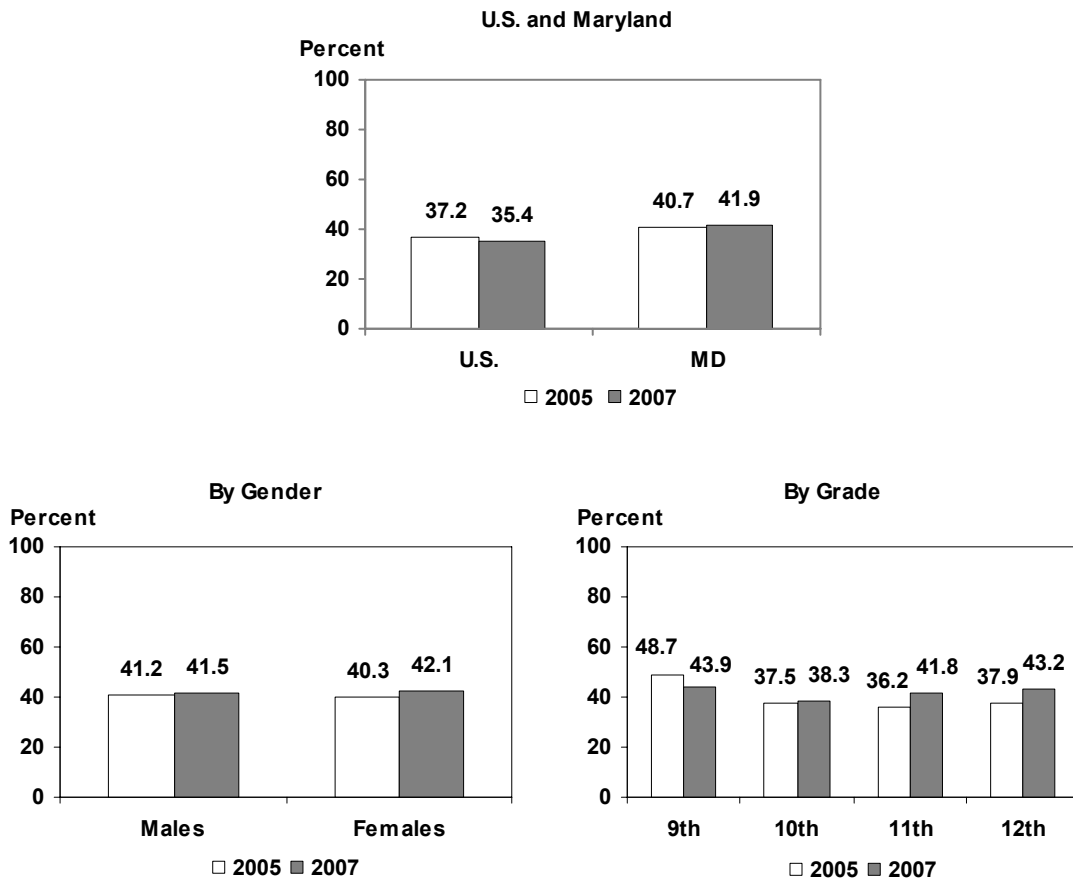 U.S. and Maryland
Percent
100
80
60
40
20
0
37.2 35.4 40.7 41.9
U.S. MD
2005 2007
By Gender
Percent
100
80
60
40
20
0
41.2 41.5 40.3 42.1
Males Females
2005 2007
By Grade
Percent
100
80
60
40
20
0
48.7 43.9 37.5 38.3 36.2 41.8 37.9 43.2
9th 10th 11th 12th
2005 2007